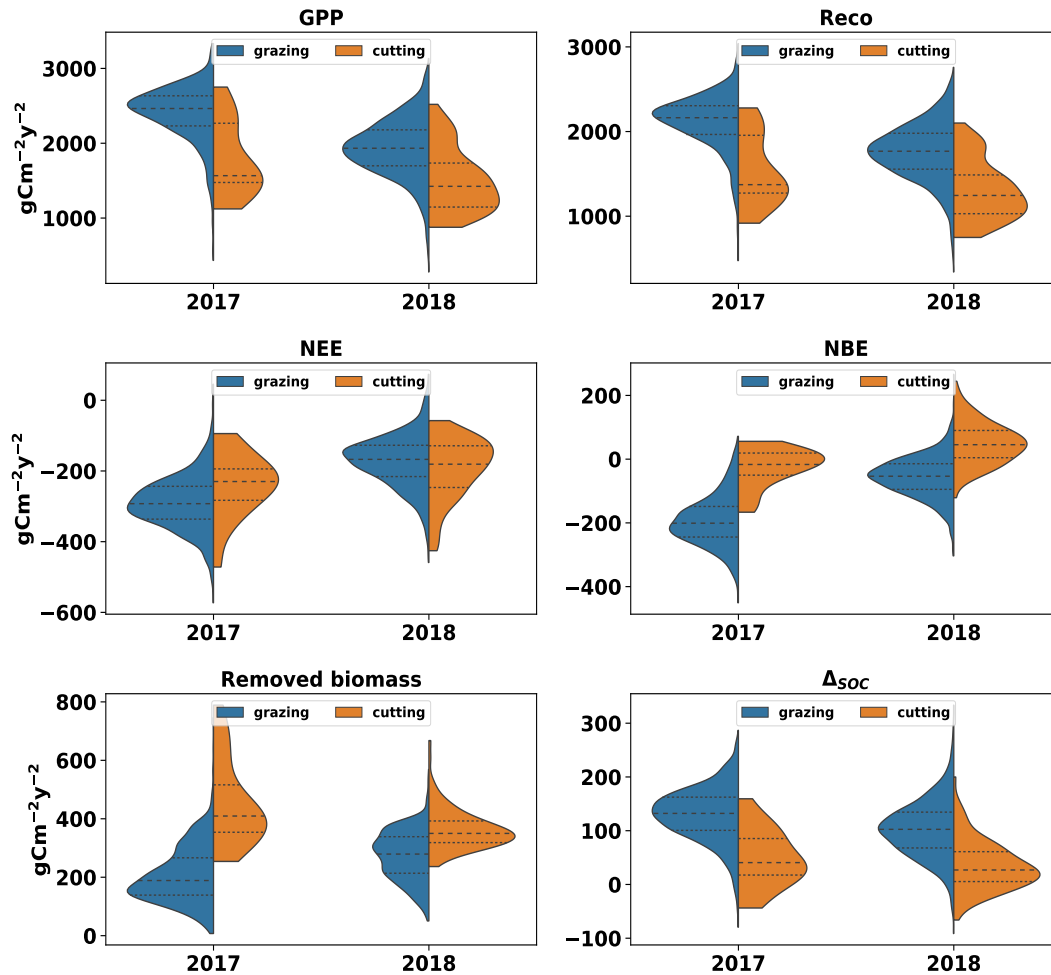 GPP
grazing cutting
3000
2000
1000
gCm⁻²y⁻²
2017 2018
Reco
grazing cutting
3000
2000
1000
2017 2018
NEE
grazing cutting
0
−200
−400
−600
gCm⁻²y⁻²
2017 2018
NBE
grazing cutting
200
0
−200
−400
2017 2018
Removed biomass
grazing cutting
800
600
400
200
0
gCm⁻²y⁻²
2017 2018
Δ_SOC
grazing cutting
300
200
100
0
−100
2017 2018